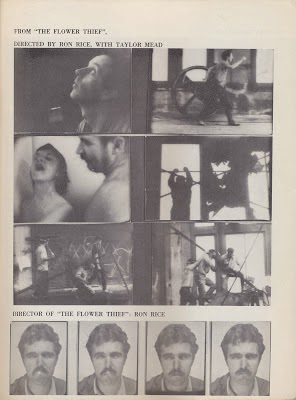 FROM "THE FLOWER THIEF",
DIRECTED BY RON RICE, WITH TAYLOR MEAD
DIRECTOR OF "THE FLOWER THIEF": RON RICE